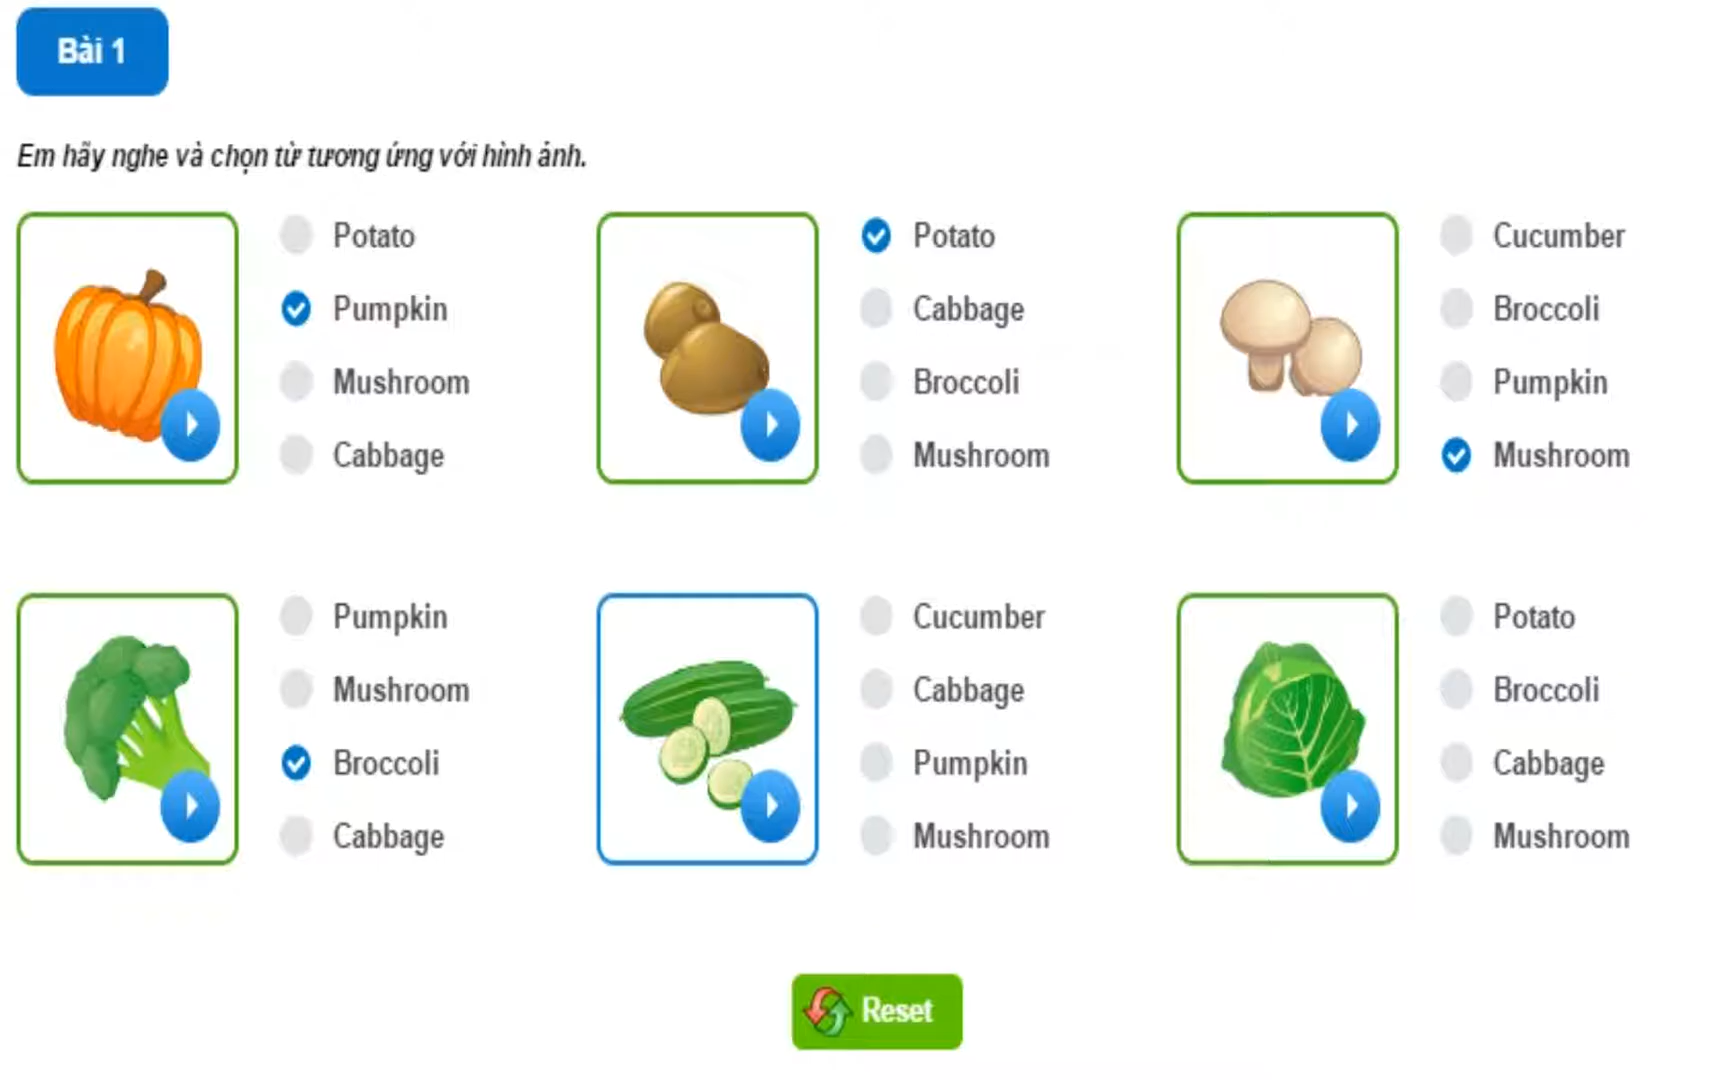 Bài 1
Em hãy nghe và chọn từ tương ứng với hình ảnh.
Potato
Pumpkin
Mushroom
Cabbage
Potato
Cabbage
Broccoli
Mushroom
Cucumber
Broccoli
Pumpkin
Mushroom
Pumpkin
Mushroom
Broccoli
Cabbage
Cucumber
Cabbage
Pumpkin
Mushroom
Potato
Broccoli
Cabbage
Mushroom
Reset